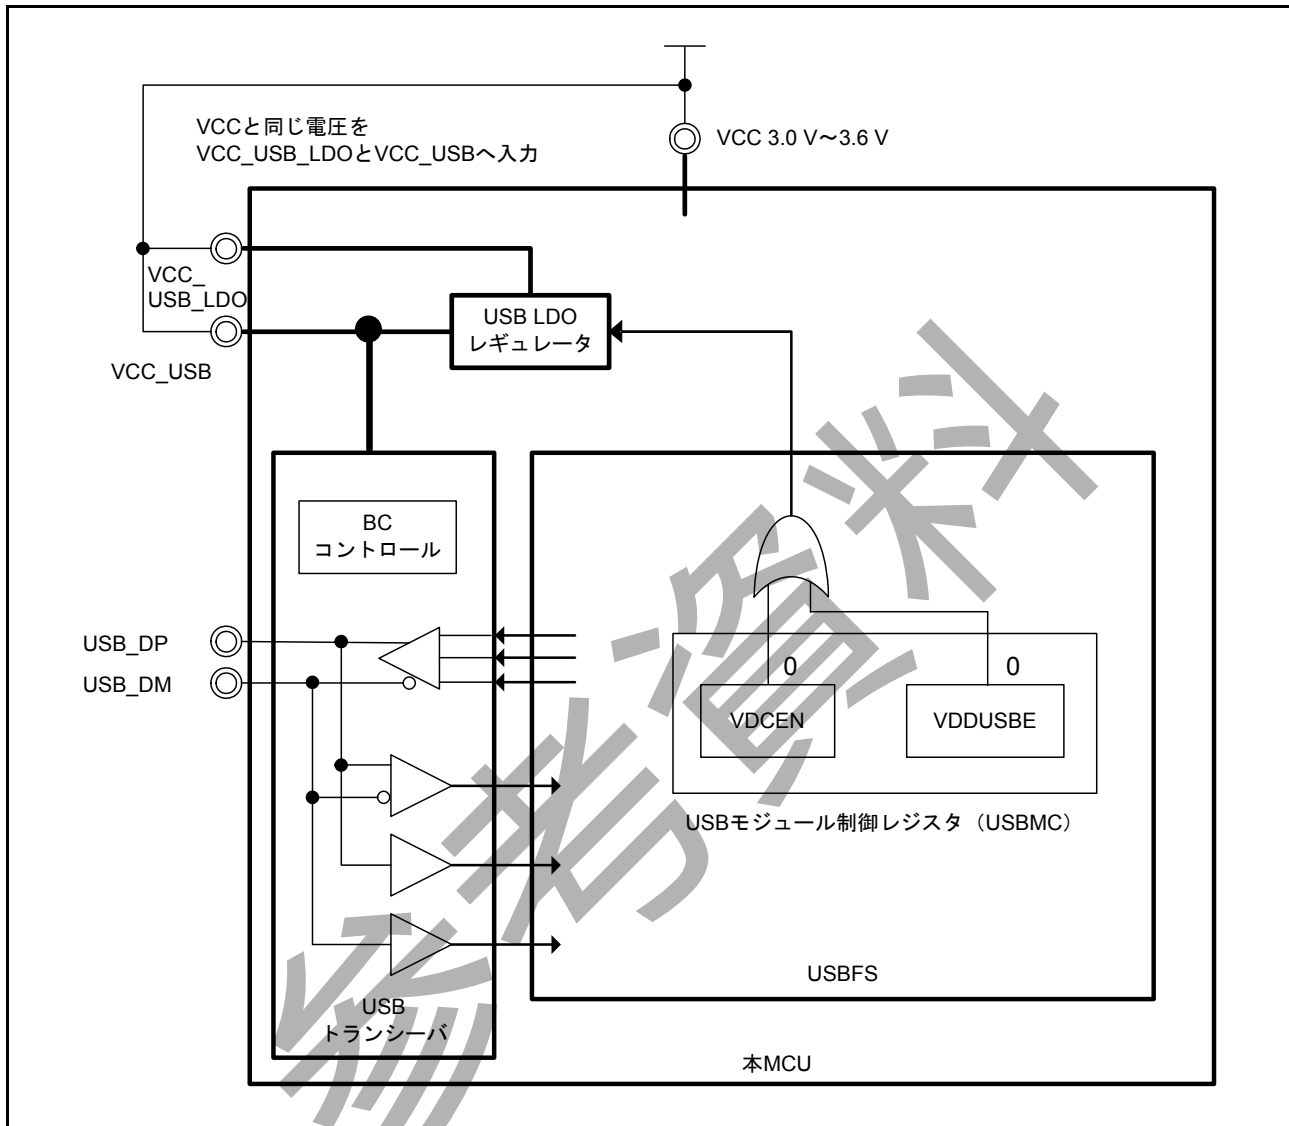 VCCと同じ電圧を
VCC_USB_LDOとVCC_USBへ入力
VCC 3.0 V～3.6 V
VCC_
USB_LDO
USB LDO
レギュレータ
VCC_USB
BC
コントロール
USB_DP
USB_DM
0
0
VDCEN
VDDUSBE
USBモジュール制御レジスタ（USBMC）
USBFS
USB
トランシーバ
本MCU
参考資料